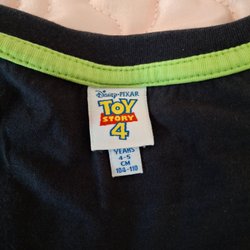 Disney·PIXAR
TOY
STORY
4
YEARS
4-5
CM
104-110